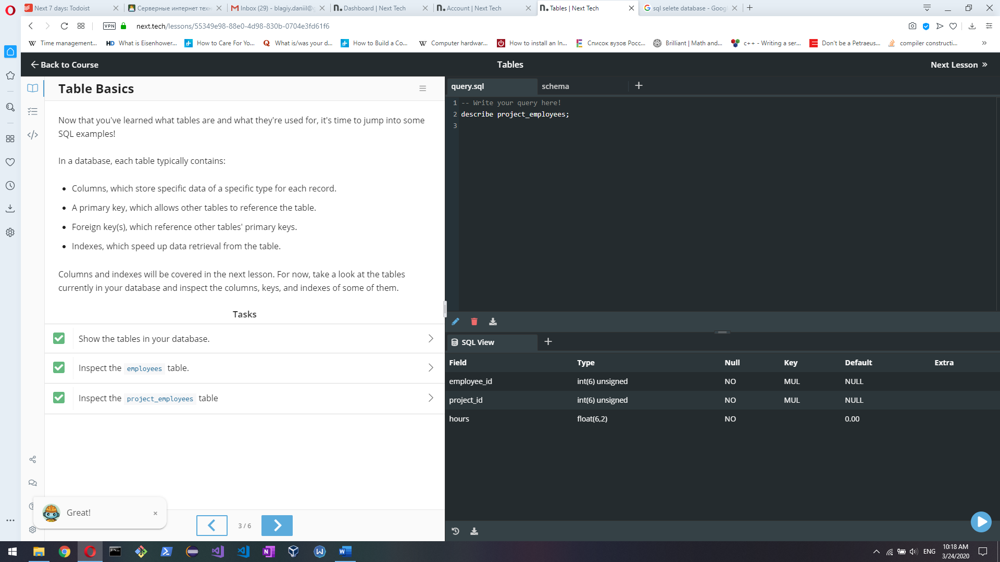 Next 7 days: Todoist
Серверные интернет техн
Inbox (29) - blagiy.daniil@g
n. Dashboard | Next Tech
n. Account | Next Tech
n. Tables | Next Tech
sql selete database - Goog
VPN
next.tech/lessons/55349e98-88e0-4d98-830b-0704e3fd61f6
W Time management...
HD What is Eisenhower...
How to Care For Yo...
Q What is/was your d...
How to Build a Co...
W Computer hardwar...
How to install an In...
Список вузов Росс...
Brilliant | Math and...
c++ - Writing a ser...
Don't be a Petraeus...
compiler constructi...
Back to Course
Tables
Next Lesson »
Table Basics
Now that you've learned what tables are and what they're used for, it's time to jump into some
SQL examples!
In a database, each table typically contains:
• Columns, which store specific data of a specific type for each record.
• A primary key, which allows other tables to reference the table.
• Foreign key(s), which reference other tables' primary keys.
• Indexes, which speed up data retrieval from the table.
Columns and indexes will be covered in the next lesson. For now, take a look at the tables
currently in your database and inspect the columns, keys, and indexes of some of them.
Tasks
Show the tables in your database.
Inspect the employees table.
Inspect the project_employees table
Great!
3 / 6
query.sql
schema
1 -- Write your query here!
2 describe project_employees;
3
SQL View
Field Type Null Key Default Extra
employee_id int(6) unsigned NO MUL NULL
project_id int(6) unsigned NO MUL NULL
hours float(6,2) NO 0.00
ENG
10:18 AM
3/24/2020